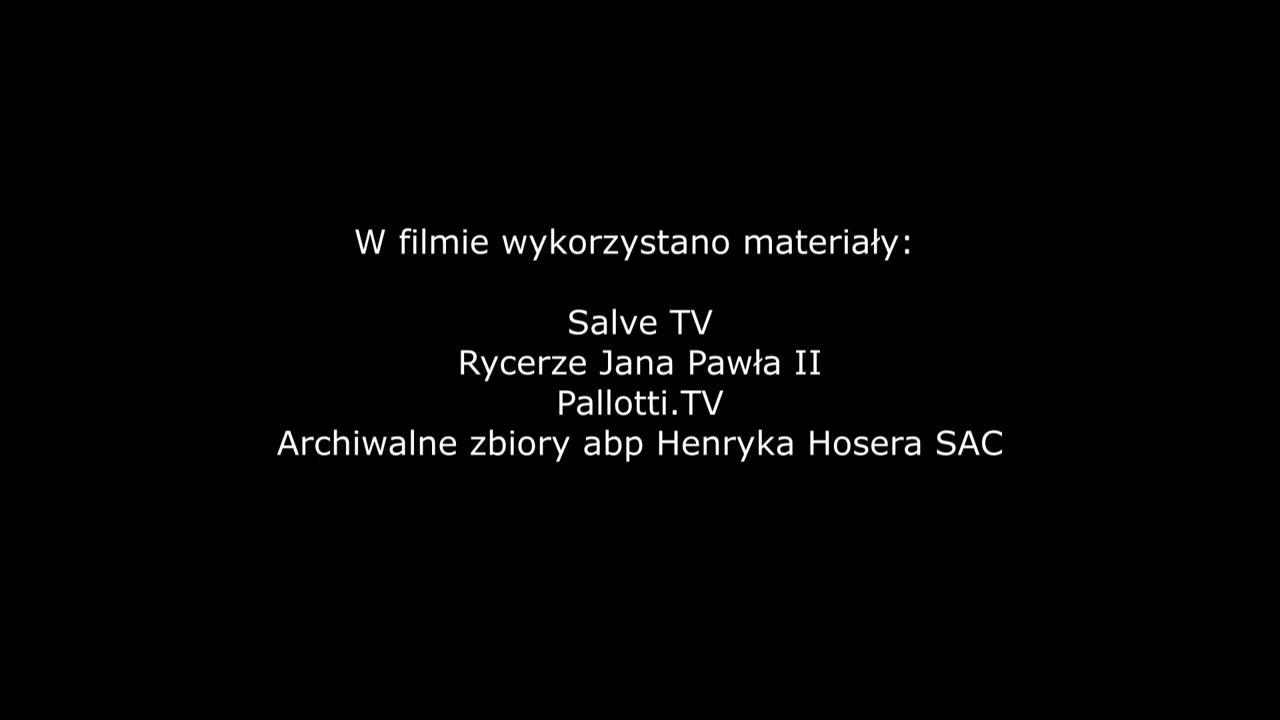 W filmie wykorzystano materiały:
Salve TV
Rycerze Jana Pawła II
Pallotti.TV
Archiwalne zbiory abp Henryka Hosera SAC